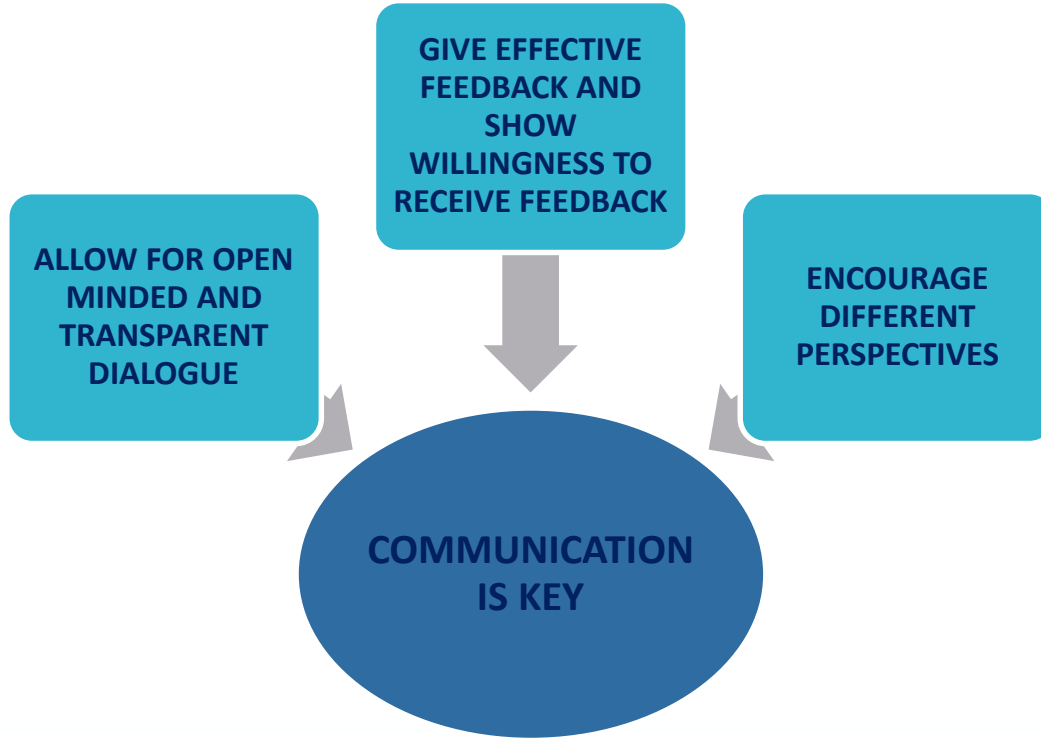 GIVE EFFECTIVE
FEEDBACK AND
SHOW
WILLINGNESS TO
RECEIVE FEEDBACK
ALLOW FOR OPEN
MINDED AND
TRANSPARENT
DIALOGUE
ENCOURAGE
DIFFERENT
PERSPECTIVES
COMMUNICATION
IS KEY